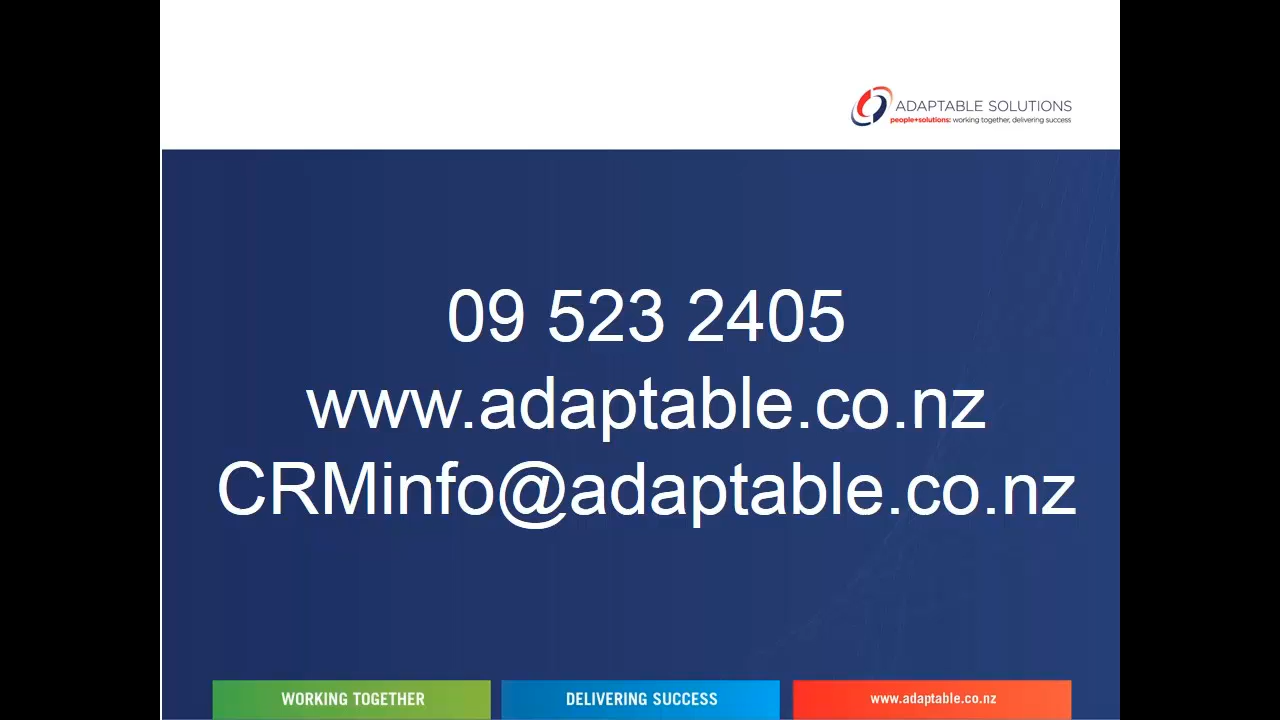 ADAPTABLE SOLUTIONS
people+solutions: working together, delivering success
09 523 2405
www.adaptable.co.nz
CRMinfo@adaptable.co.nz
WORKING TOGETHER
DELIVERING SUCCESS
www.adaptable.co.nz